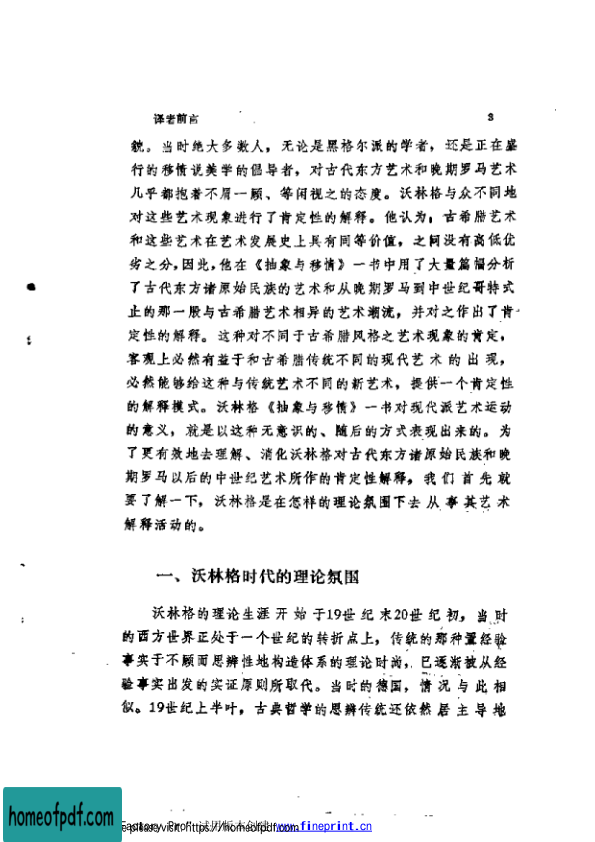 译者前言 3
貌。当时绝大多数人，无论是黑格尔派的学者，还是正在盛
行的移情说美学的倡导者，对古代东方艺术和晚期罗马艺术
几乎都抱着不屑一顾、等闲视之的态度。沃林格与众不同地
对这些艺术现象进行了肯定性的解释。他认为，古希腊艺术
和这些艺术在艺术发展史上具有同等价值，之间没有高低优
劣之分，因此，他在《抽象与移情》一书中用了大量篇幅分析
了古代东方诸原始民族的艺术和从晚期罗马到中世纪哥特式
止的那一股与古希腊艺术相异的艺术潮流，并对之作出了肯
定性的解释。这种对不同于古希腊风格之艺术现象的肯定，
客观上必然有益于和古希腊传统不同的现代艺术的出现，
必然能够给这种与传统艺术不同的新艺术，提供一个肯定性
的解释模式。沃林格《抽象与移情》一书对现代派艺术运动
的意义，就是以这种无意识的、随后的方式表现出来的。为
了更有效地去理解、消化沃林格对古代东方诸原始民族和晚
期罗马以后的中世纪艺术所作的肯定性解释，我们首先就
要了解一下，沃林格是在怎样的理论氛围下去从事其艺术
解释活动的。
一、沃林格时代的理论氛围
沃林格的理论生涯开始于19世纪末20世纪初，当时
的西方世界正处于一个世纪的转折点上，传统的那种置经验
事实于不顾而思辨性地构造体系的理论时尚，已逐渐被从经
验事实出发的实证原则所取代。当时的德国，情况与此相
似。19世纪上半叶，古典哲学的思辨传统还依然居主导地
homeofpdf.com
Factory Pro" 试用版本创建 www.fineprint.cn
e please visit: https://homeofpdf.com